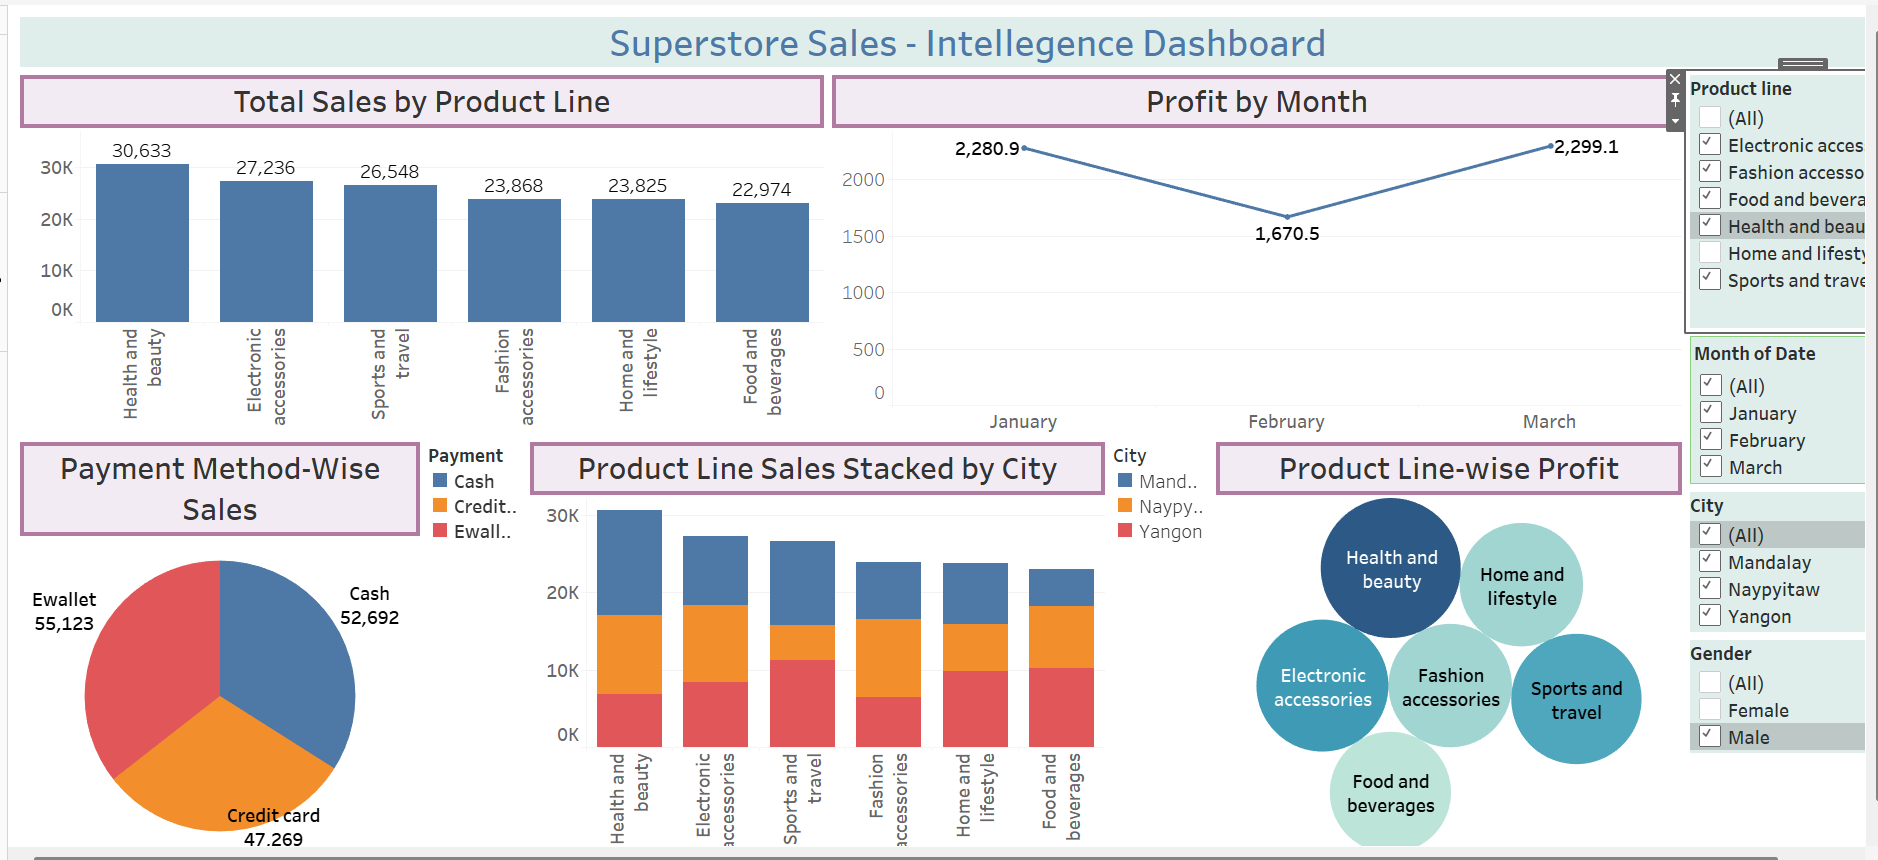 Superstore Sales - Intellegence Dashboard
Total Sales by Product Line
30K
20K
10K
0K
30,633
27,236
26,548
23,868
23,825
22,974
Health and
beauty
Electronic
accessories
Sports and
travel
Fashion
accessories
Home and
lifestyle
Food and
beverages
Profit by Month
2000
1500
1000
500
0
2,280.9
1,670.5
2,299.1
January
February
March
Product line
(All)
Electronic acces
Fashion accesso
Food and bevera
Health and beau
Home and lifesty
Sports and trave
Month of Date
(All)
January
February
March
City
(All)
Mandalay
Naypyitaw
Yangon
Gender
(All)
Female
Male
Payment Method-Wise
Sales
Payment
Cash
Credit..
Ewall..
Ewallet
55,123
Cash
52,692
Credit card
47,269
Product Line Sales Stacked by City
30K
20K
10K
0K
Health and
beauty
Electronic
accessories
Sports and
travel
Fashion
accessories
Home and
lifestyle
Food and
beverages
City
Mand..
Naypy..
Yangon
Product Line-wise Profit
Health and
beauty
Home and
lifestyle
Electronic
accessories
Fashion
accessories
Sports and
travel
Food and
beverages